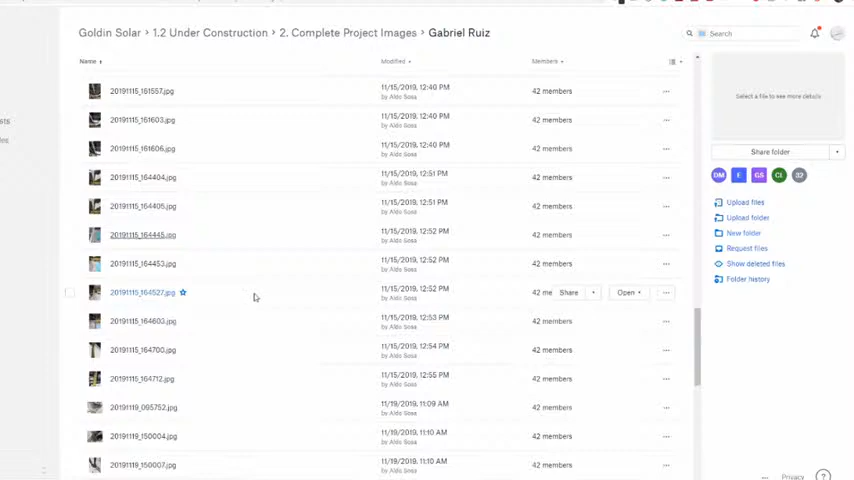 Goldin Solar > 1.2 Under Construction > 2. Complete Project Images > Gabriel Ruiz
Search
Name
Modified
Members
20191115_161557.jpg
11/15/2019, 12:40 PM
by Aldo Sosa
42 members
20191115_161603.jpg
11/15/2019, 12:40 PM
by Aldo Sosa
42 members
20191115_161606.jpg
11/15/2019, 12:40 PM
by Aldo Sosa
42 members
20191115_164404.jpg
11/15/2019, 12:51 PM
by Aldo Sosa
42 members
20191115_164405.jpg
11/15/2019, 12:51 PM
by Aldo Sosa
42 members
20191115_164445.jpg
11/15/2019, 12:52 PM
by Aldo Sosa
42 members
20191115_164453.jpg
11/15/2019, 12:52 PM
by Aldo Sosa
42 members
20191115_164527.jpg
11/15/2019, 12:52 PM
by Aldo Sosa
42 me
Share
Open
20191115_164603.jpg
11/15/2019, 12:53 PM
by Aldo Sosa
42 members
20191115_164700.jpg
11/15/2019, 12:54 PM
by Aldo Sosa
42 members
20191115_164712.jpg
11/15/2019, 12:55 PM
by Aldo Sosa
42 members
20191119_095752.jpg
11/19/2019, 11:09 AM
by Aldo Sosa
42 members
20191119_150004.jpg
11/19/2019, 11:10 AM
by Aldo Sosa
42 members
20191119_150007.jpg
11/19/2019, 11:10 AM
by Aldo Sosa
42 members
Select a file to see more details
Share folder
DM
E
GS
32
Upload files
Upload folder
New folder
Request files
Show deleted files
Folder history
Privacy
?